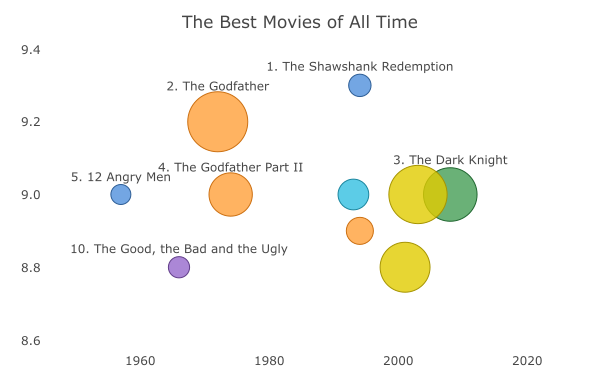 The Best Movies of All Time
9.4
1. The Shawshank Redemption
2. The Godfather
9.2
3. The Dark Knight
4. The Godfather Part II
5. 12 Angry Men
9.0
10. The Good, the Bad and the Ugly
8.8
8.6
1960
1980
2000
2020